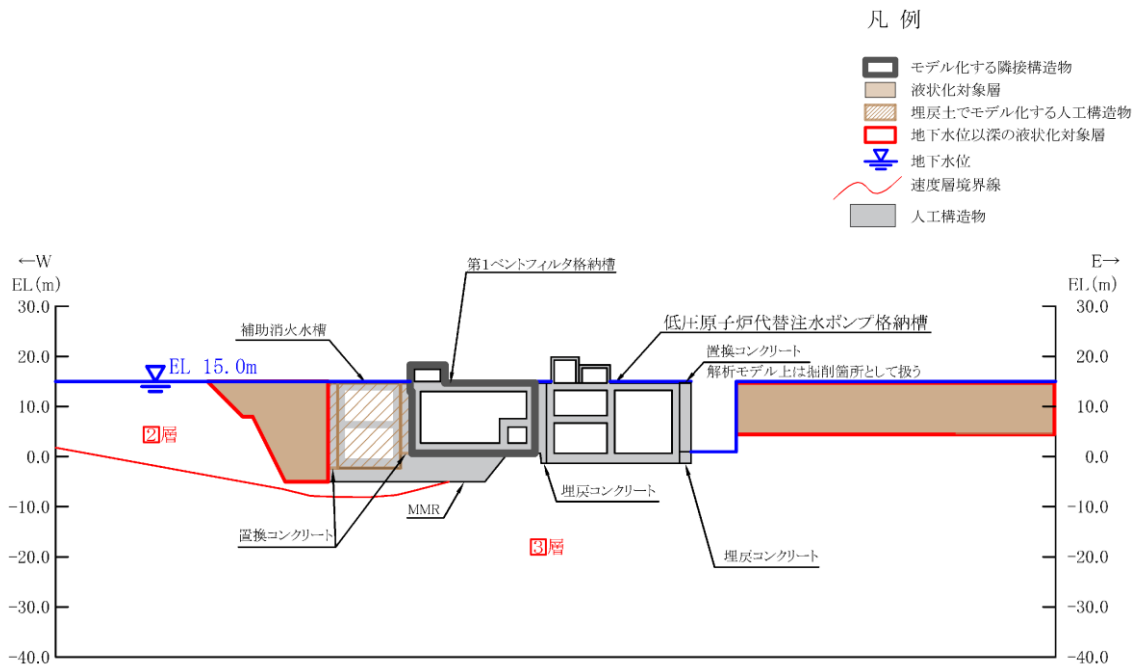 凡 例
モデル化する隣接構造物
液状化対象層
埋戻土でモデル化する人工構造物
地下水位以深の液状化対象層
地下水位
速度層境界線
人工構造物
←W
EL(m)
E→
EL(m)
第1ベントフィルタ格納槽
補助消火水槽
低圧原子炉代替注水ポンプ格納槽
置換コンクリート
解析モデル上は掘削箇所として扱う
EL 15.0m
30.0
20.0
10.0
0.0
-10.0
-20.0
-30.0
-40.0
30.0
20.0
10.0
0.0
-10.0
-20.0
-30.0
-40.0
②層
③層
埋戻コンクリート
MMR
置換コンクリート
埋戻コンクリート